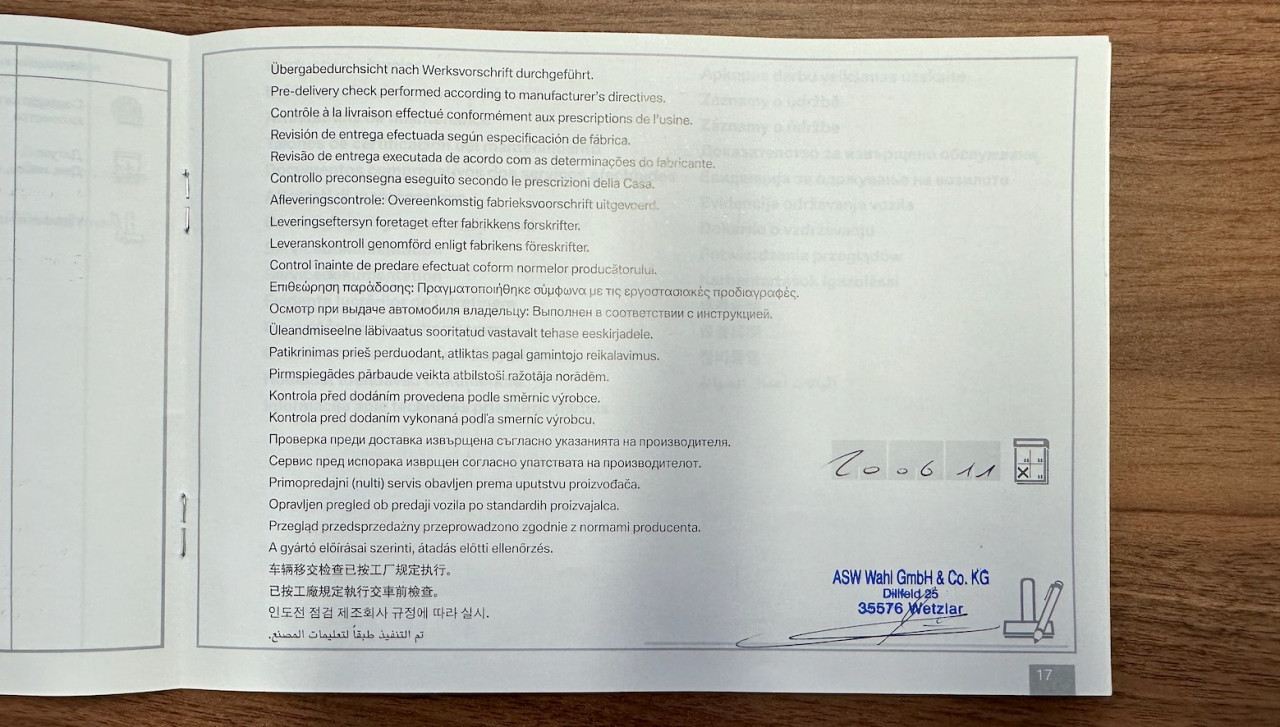 Übergabedurchsicht nach Werksvorschrift durchgeführt.
Pre-delivery check performed according to manufacturer's directives.
Contrôle à la livraison effectué conformément aux prescriptions de l'usine.
Revisión de entrega efectuada según especificación de fábrica.
Revisão de entrega executada de acordo com as determinações do fabricante.
Controllo preconsegna eseguito secondo le prescrizioni della Casa.
Afleveringscontrole: Overeenkomstig fabrieksvoorschrift uitgevoerd.
Leveringseftersyn foretaget efter fabrikkens forskrifter.
Leveranskontroll genomförd enligt fabrikens föreskrifter.
Control înainte de predare efectuat coform normelor producătorului.
Επιθεώρηση παράδοσης: Πραγματοποιήθηκε σύμφωνα με τις εργοστασιακές προδιαγραφές.
Осмотр при выдаче автомобиля владельцу: Выполнен в соответствии с инструкцией.
Üleandmiseelne läbivaatus sooritatud vastavalt tehase eeskirjadele.
Patikrinimas prieš perduodant, atliktas pagal gamintojo reikalavimus.
Pirmspiegādes pārbaude veikta atbilstoši ražotāja norādēm.
Kontrola před dodáním provedena podle směrnic výrobce.
Kontrola pred dodaním vykonaná podľa smerníc výrobcu.
Проверка преди доставка извърщена съгласно указанията на производителя.
Сервис пред испорака изврщен согласно упатствата на производителот.
Primopredajni (nulti) servis obavljen prema uputstvu proizvođača.
Opravljen pregled ob predaji vozila po standardih proizvajalca.
Przegląd przedsprzedażny przeprowadzono zgodnie z normami producenta.
A gyártó előírásai szerinti, átadás előtti ellenőrzés.
车辆移交检查已按工厂规定执行。
已按工廠規定執行交車前檢查。
인도전 점검 제조회사 규정에 따라 실시.
تم التنفيذ طبقاً لتعليمات المصنع.
200611
ASW Wahl GmbH & Co. KG
Dillfeld 25
35576 Wetzlar
17